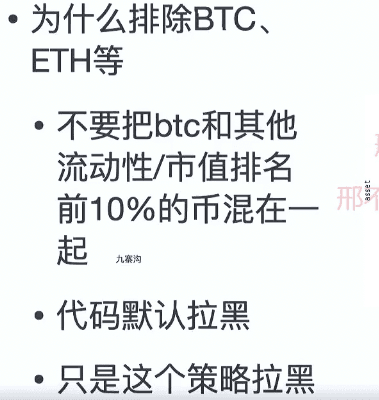 为什么排除BTC、
ETH等
不要把btc和其他
流动性/市值排名
前10%的币混在一
起
九寨沟
代码默认拉黑
只是这个策略拉黑
asset
邢